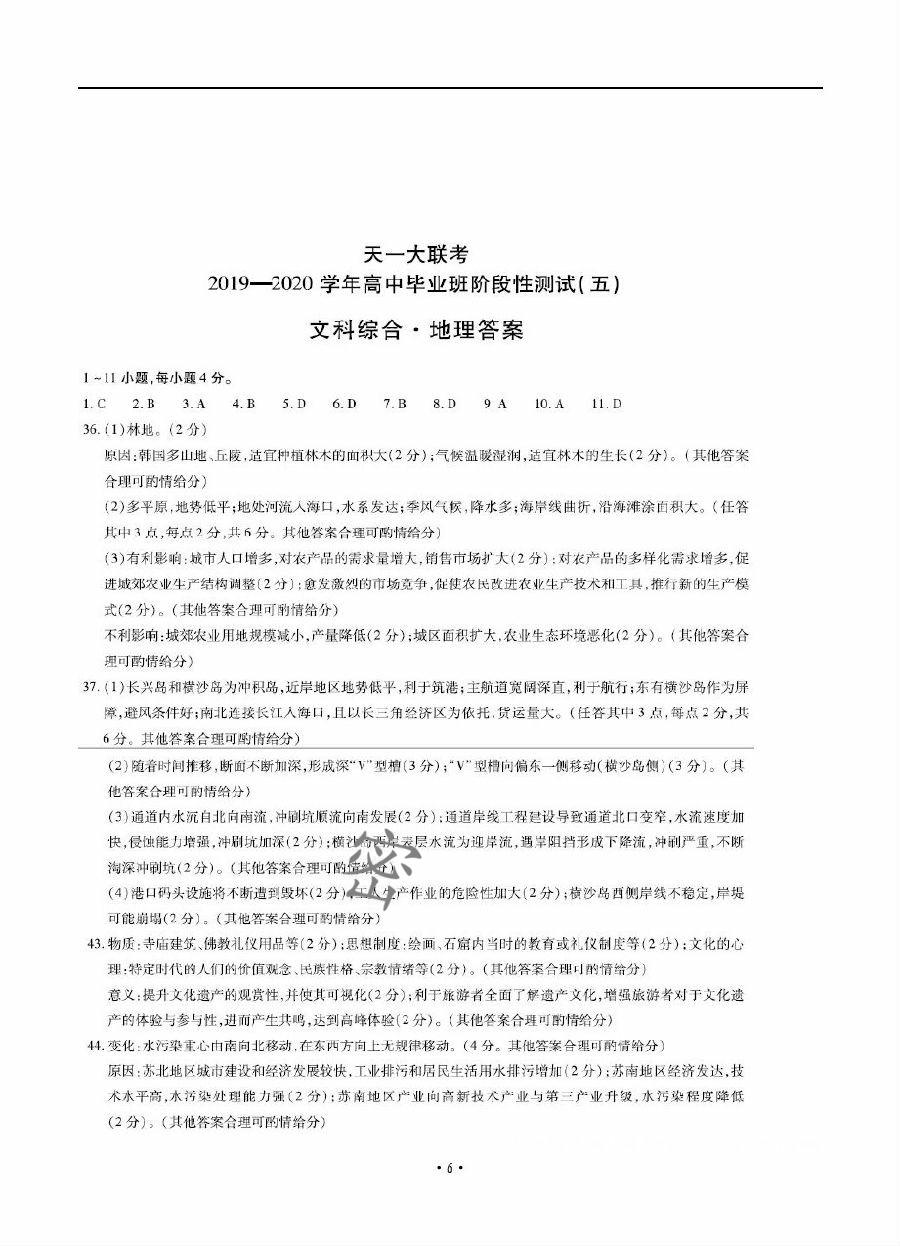 天一大联考
2019—2020 学年高中毕业班阶段性测试(五)
文科综合·地理答案
1~11 小题,每小题4 分。
1. C 2. B 3. A 4. B 5. D 6. D 7. B 8. D 9 A 10. A 11. D
36. (1)林地。(2 分)
原因:韩国多山地、丘陵,适宜种植林木的面积大(2 分);气候温暖湿润,适宜林木的生长(2 分)。(其他答案
合理可酌情给分)
(2)多平原,地势低平;地处河流入海口,水系发达;季风气候,降水多;海岸线曲折,沿海滩涂面积大。(任答
其中 3 点,每点2 分,共 6 分。其他答案合理可酌情给分)
(3)有利影响:城市人口增多,对农产品的需求量增大,销售市场扩大(2 分);对农产品的多样化需求增多,促
进城郊农业生产结构调整(2 分);愈发激烈的市场竞争,促使农民改进农业生产技术和工具,推行新的生产模
式(2 分)。(其他答案合理可酌情给分)
不利影响:城郊农业用地规模减小,产量降低(2 分);城区面积扩大,农业生态环境恶化(2 分)。(其他答案合
理可酌情给分)
37. (1)长兴岛和横沙岛为冲积岛,近岸地区地势低平,利于筑港;主航道宽阔深直,利于航行;东有横沙岛作为屏
障,避风条件好;南北连接长江入海口,且以长三角经济区为依托,货运量大。(任答其中 3 点,每点 2 分,共
6 分。其他答案合理可酌情给分)
(2)随着时间推移,断面不断加深,形成深“V”型槽(3 分);“V”型槽向偏东一侧移动(横沙岛侧)(3 分)。(其
他答案合理可酌情给分)
(3)通道内水流自北向南流,冲刷坑顺流向南发展(2 分);通道岸线工程建设导致通道北口变窄,水流速度加
快,侵蚀能力增强,冲刷坑加深(2 分);横沙岛西岸表层水流为迎岸流,遇岸阻挡形成下降流,冲刷严重,不断
淘深冲刷坑(2 分)。(其他答案合理可酌情给分)
(4)港口码头设施将不断遭到毁坏(2 分);工人生产作业的危险性加大(2 分);横沙岛西侧岸线不稳定,岸堤
可能崩塌(2 分)。(其他答案合理可酌情给分)
密
43. 物质:寺庙建筑、佛教礼仪用品等(2 分);思想制度:绘画、石窟内当时的教育或礼仪制度等(2 分);文化的心
理:特定时代的人们的价值观念、民族性格、宗教情绪等(2 分)。(其他答案合理可酌情给分)
意义:提升文化遗产的观赏性,并使其可视化(2 分);利于旅游者全面了解遗产文化,增强旅游者对于文化遗
产的体验与参与性,进而产生共鸣,达到高峰体验(2 分)。(其他答案合理可酌情给分)
44. 变化:水污染重心由南向北移动,在东西方向上无规律移动。(4 分。其他答案合理可酌情给分)
原因:苏北地区城市建设和经济发展较快,工业排污和居民生活用水排污增加(2 分);苏南地区经济发达,技
术水平高,水污染处理能力强(2 分);苏南地区产业向高新技术产业与第三产业升级,水污染程度降低
(2 分)。(其他答案合理可酌情给分)
• 6 •